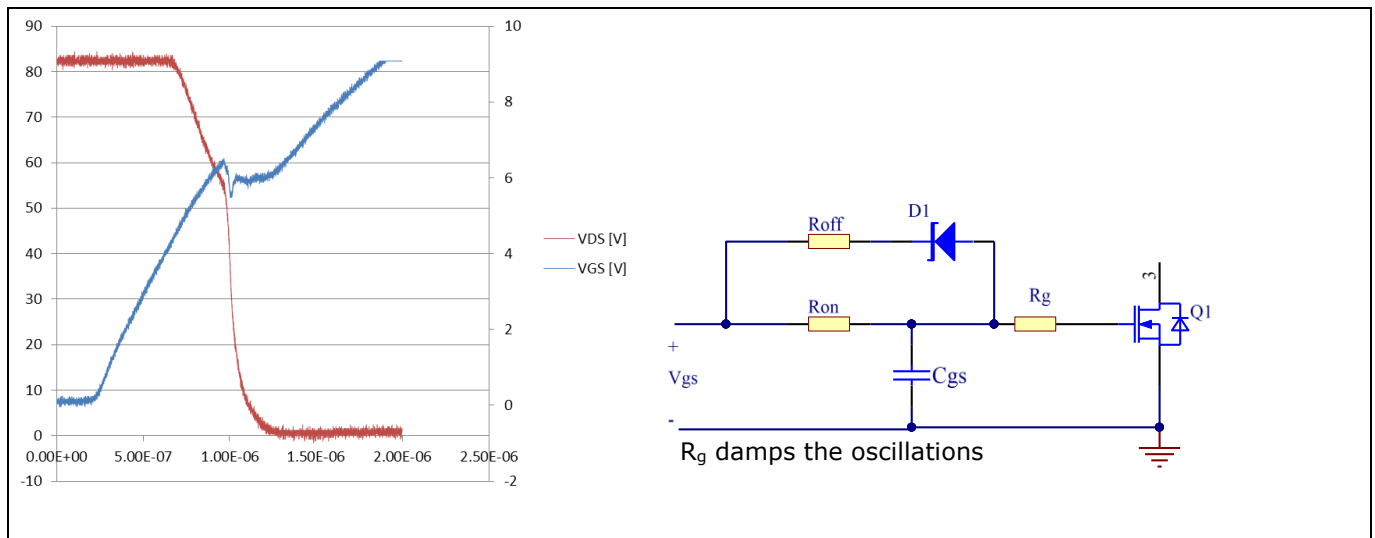 90
80
70
60
50
40
30
20
10
0
-10
0.00E+00 5.00E-07 1.00E-06 1.50E-06 2.00E-06 2.50E-06
10
8
6
4
2
0
-2
VDS [V]
VGS [V]
Roff
D1
Ron
Rg
3
Q1
+
Vgs
-
Cgs
Rg damps the oscillations